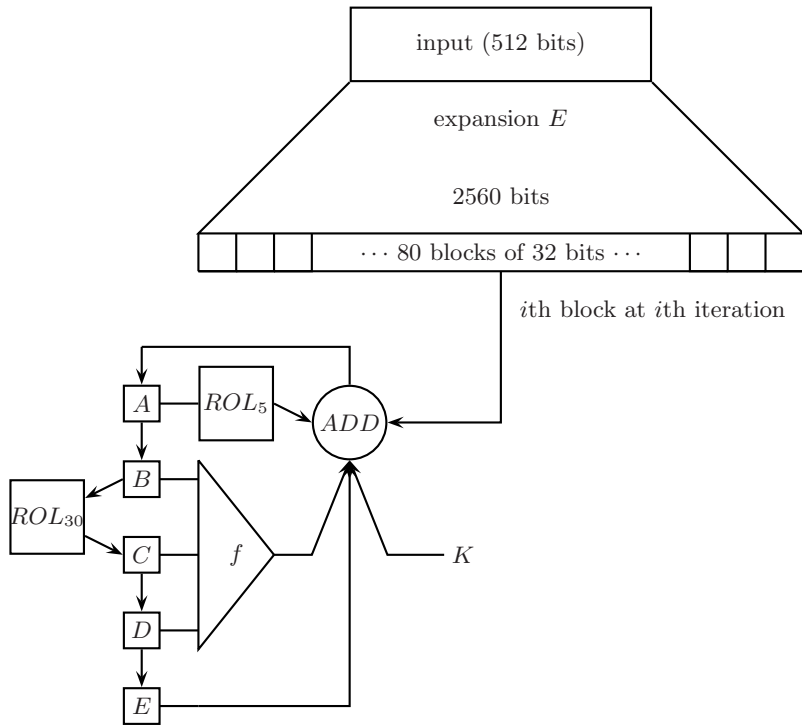 input (512 bits)
expansion E
2560 bits
··· 80 blocks of 32 bits ···
ith block at ith iteration
A
ROL₅
ADD
B
ROL₃₀
C
f
K
D
E